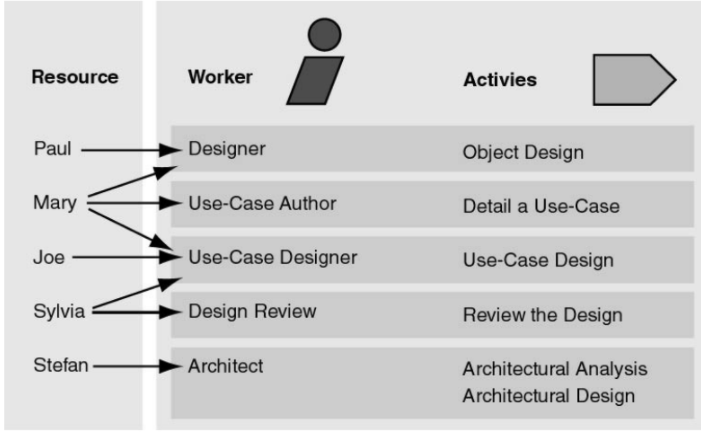 Resource Worker Activies
Paul Designer Object Design
Mary Use-Case Author Detail a Use-Case
Joe Use-Case Designer Use-Case Design
Sylvia Design Review Review the Design
Stefan Architect Architectural Analysis
Architectural Design